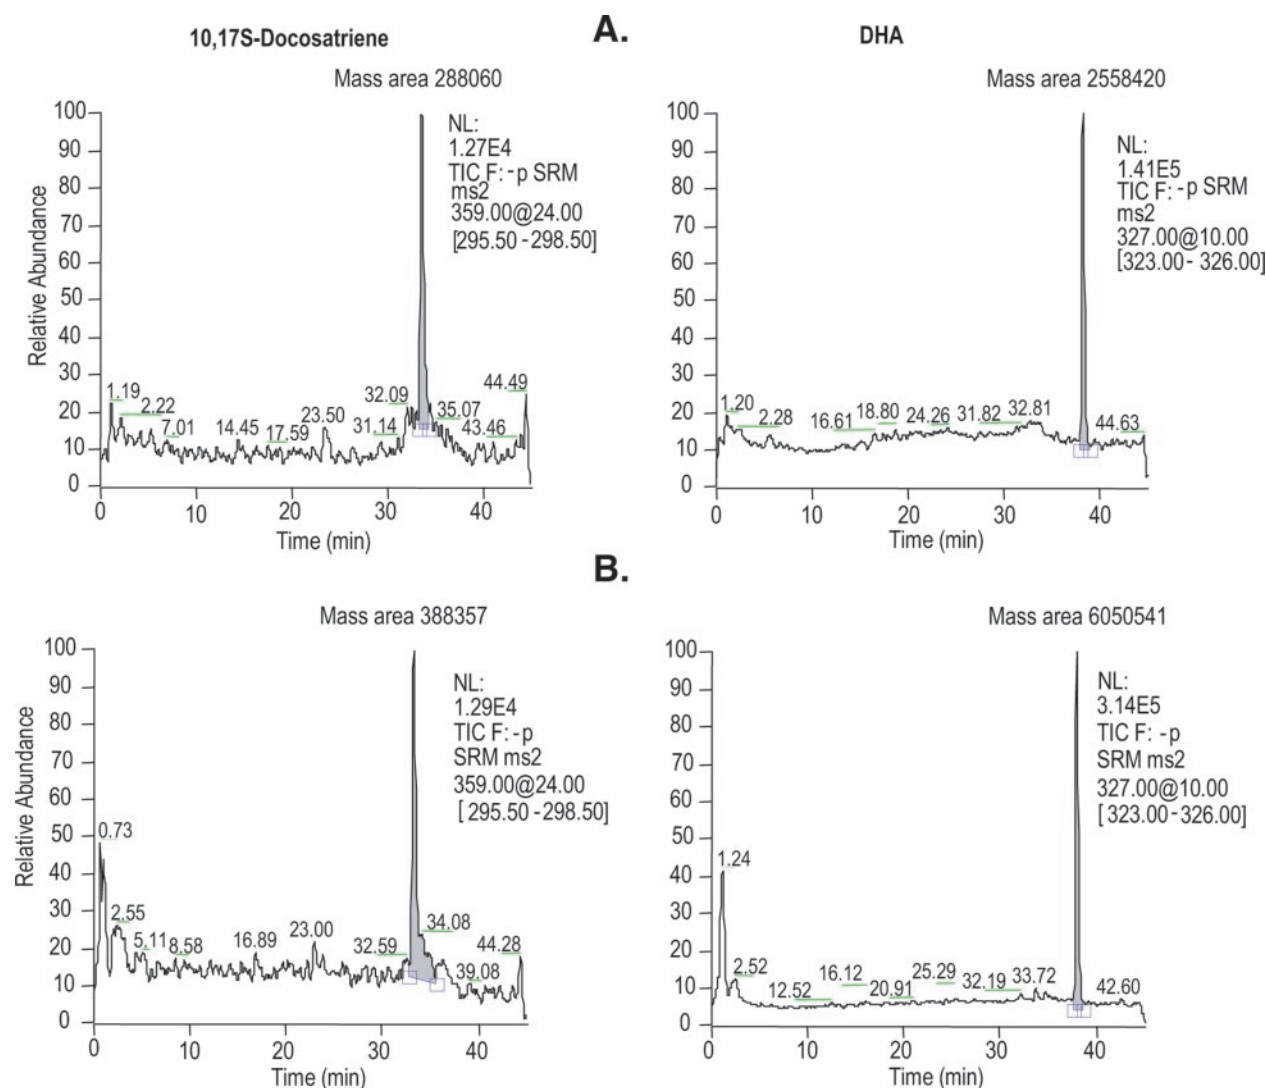 A.
10,17S-Docosatriene
Mass area 288060
NL:
1.27E4
TIC F: -p SRM
ms2
359.00@24.00
[295.50 -298.50]
Relative Abundance
100
90
80
70
60
50
40
30
20
10
0
1.19
2.22
7.01
14.45
17.59
23.50
31.14
32.09
35.07
43.46
44.49
0 10 20 30 40
Time (min)
DHA
Mass area 2558420
NL:
1.41E5
TIC F: -p SRM
ms2
327.00@10.00
[323.00 - 326.00]
100
90
80
70
60
50
40
30
20
10
0
1.20
2.28
16.61
18.80
24.26
31.82
32.81
44.63
0 10 20 30 40
Time (min)
B.
Mass area 388357
NL:
1.29E4
TIC F: -p
SRM ms2
359.00@24.00
[ 295.50 -298.50]
Relative Abundance
100
90
80
70
60
50
40
30
20
10
0
0.73
2.55
5.11
8.58
16.89
23.00
32.59
34.08
39.08
44.28
0 10 20 30 40
Time (min)
Mass area 6050541
NL:
3.14E5
TIC F: -p
SRM ms2
327.00@10.00
[ 323.00 -326.00]
100
90
80
70
60
50
40
30
20
10
0
1.24
2.52
12.52
16.12
20.91
25.29
32.19
33.72
42.60
0 10 20 30 40
Time (min)